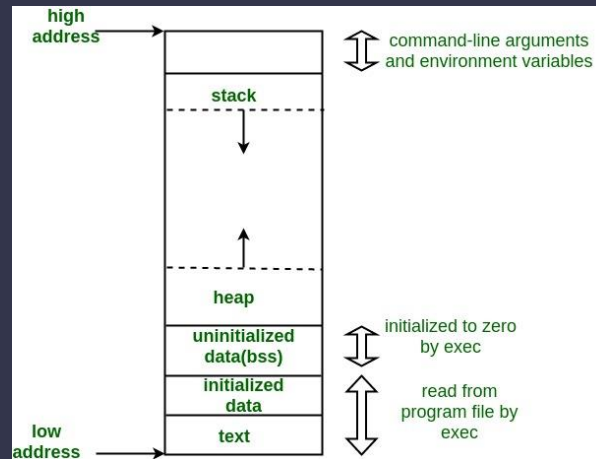 high
address
command-line arguments
and environment variables
stack
heap
uninitialized
data(bss)
initialized to zero
by exec
initialized
data
read from
program file by
exec
text
low
address